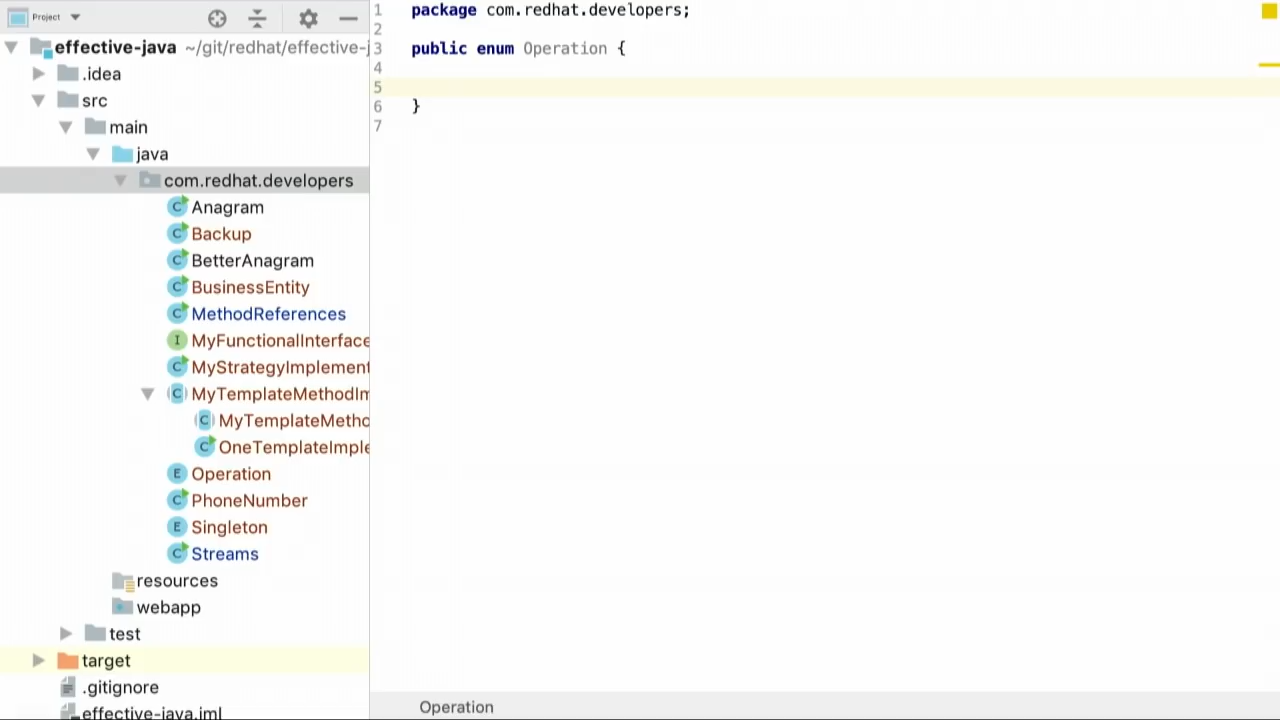 Project
effective-java ~/git/redhat/effective-j
.idea
src
main
java
com.redhat.developers
C Anagram
C Backup
C BetterAnagram
C BusinessEntity
C MethodReferences
I MyFunctionalInterface
C MyStrategyImplement
C MyTemplateMethodIm
C MyTemplateMetho
C OneTemplateImple
E Operation
C PhoneNumber
E Singleton
C Streams
resources
webapp
test
target
.gitignore
effective-java.iml
1 package com.redhat.developers;
2
3 public enum Operation {
4
5
6 }
7
Operation